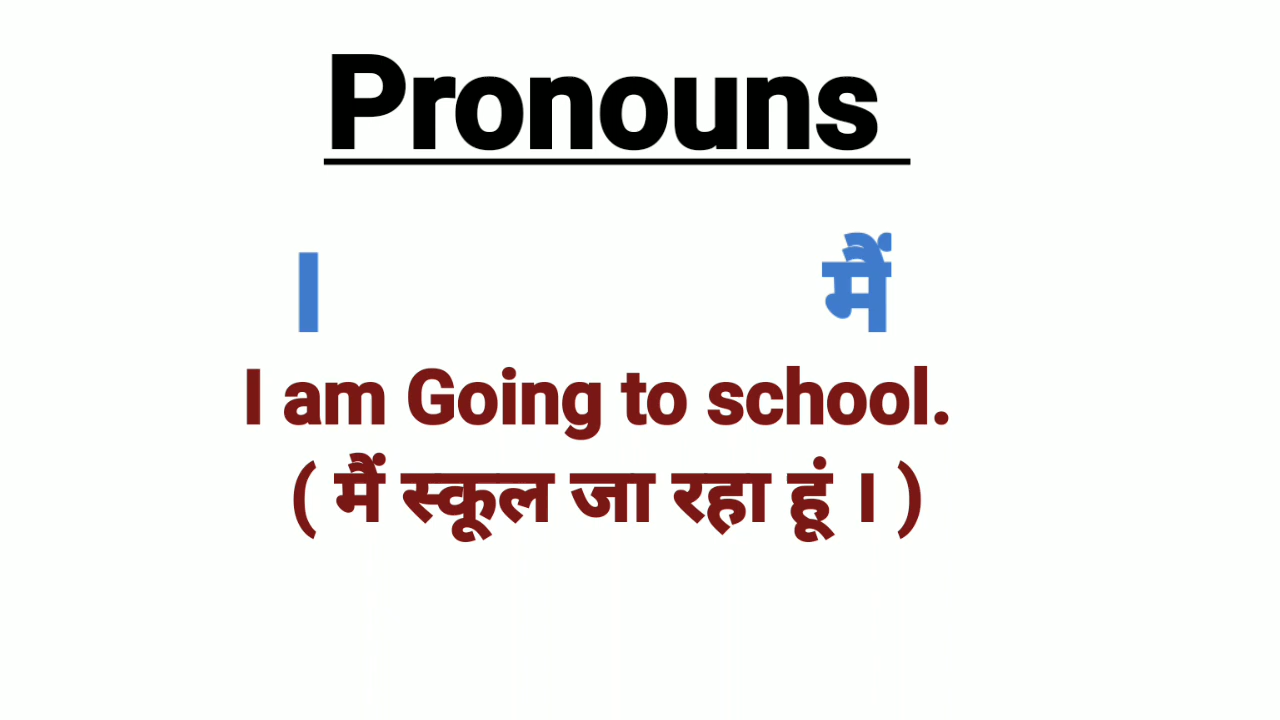 Pronouns
I मैं
I am Going to school.
( मैं स्कूल जा रहा हूं । )